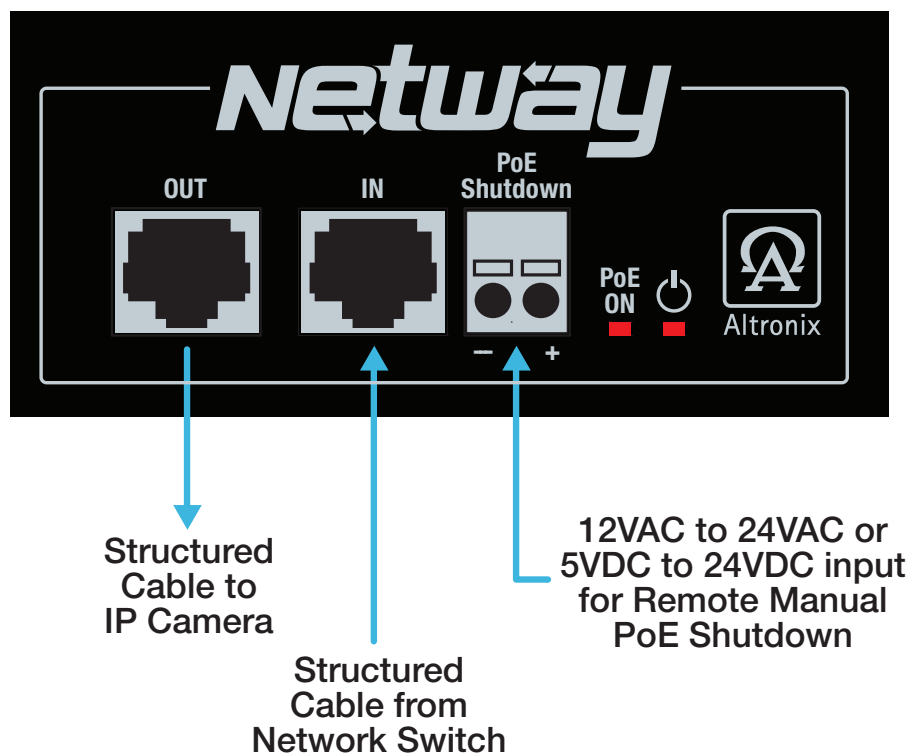 Netway
OUT
IN
PoE
Shutdown
PoE
ON
— +
Altronix
Structured
Cable to
IP Camera
Structured
Cable from
Network Switch
12VAC to 24VAC or
5VDC to 24VDC input
for Remote Manual
PoE Shutdown